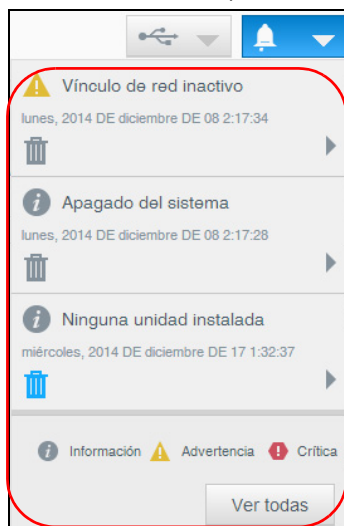 Vínculo de red inactivo
lunes, 2014 DE diciembre DE 08 2:17:34
Apagado del sistema
lunes, 2014 DE diciembre DE 08 2:17:28
Ninguna unidad instalada
miércoles, 2014 DE diciembre DE 17 1:32:37
Información Advertencia Crítica
Ver todas